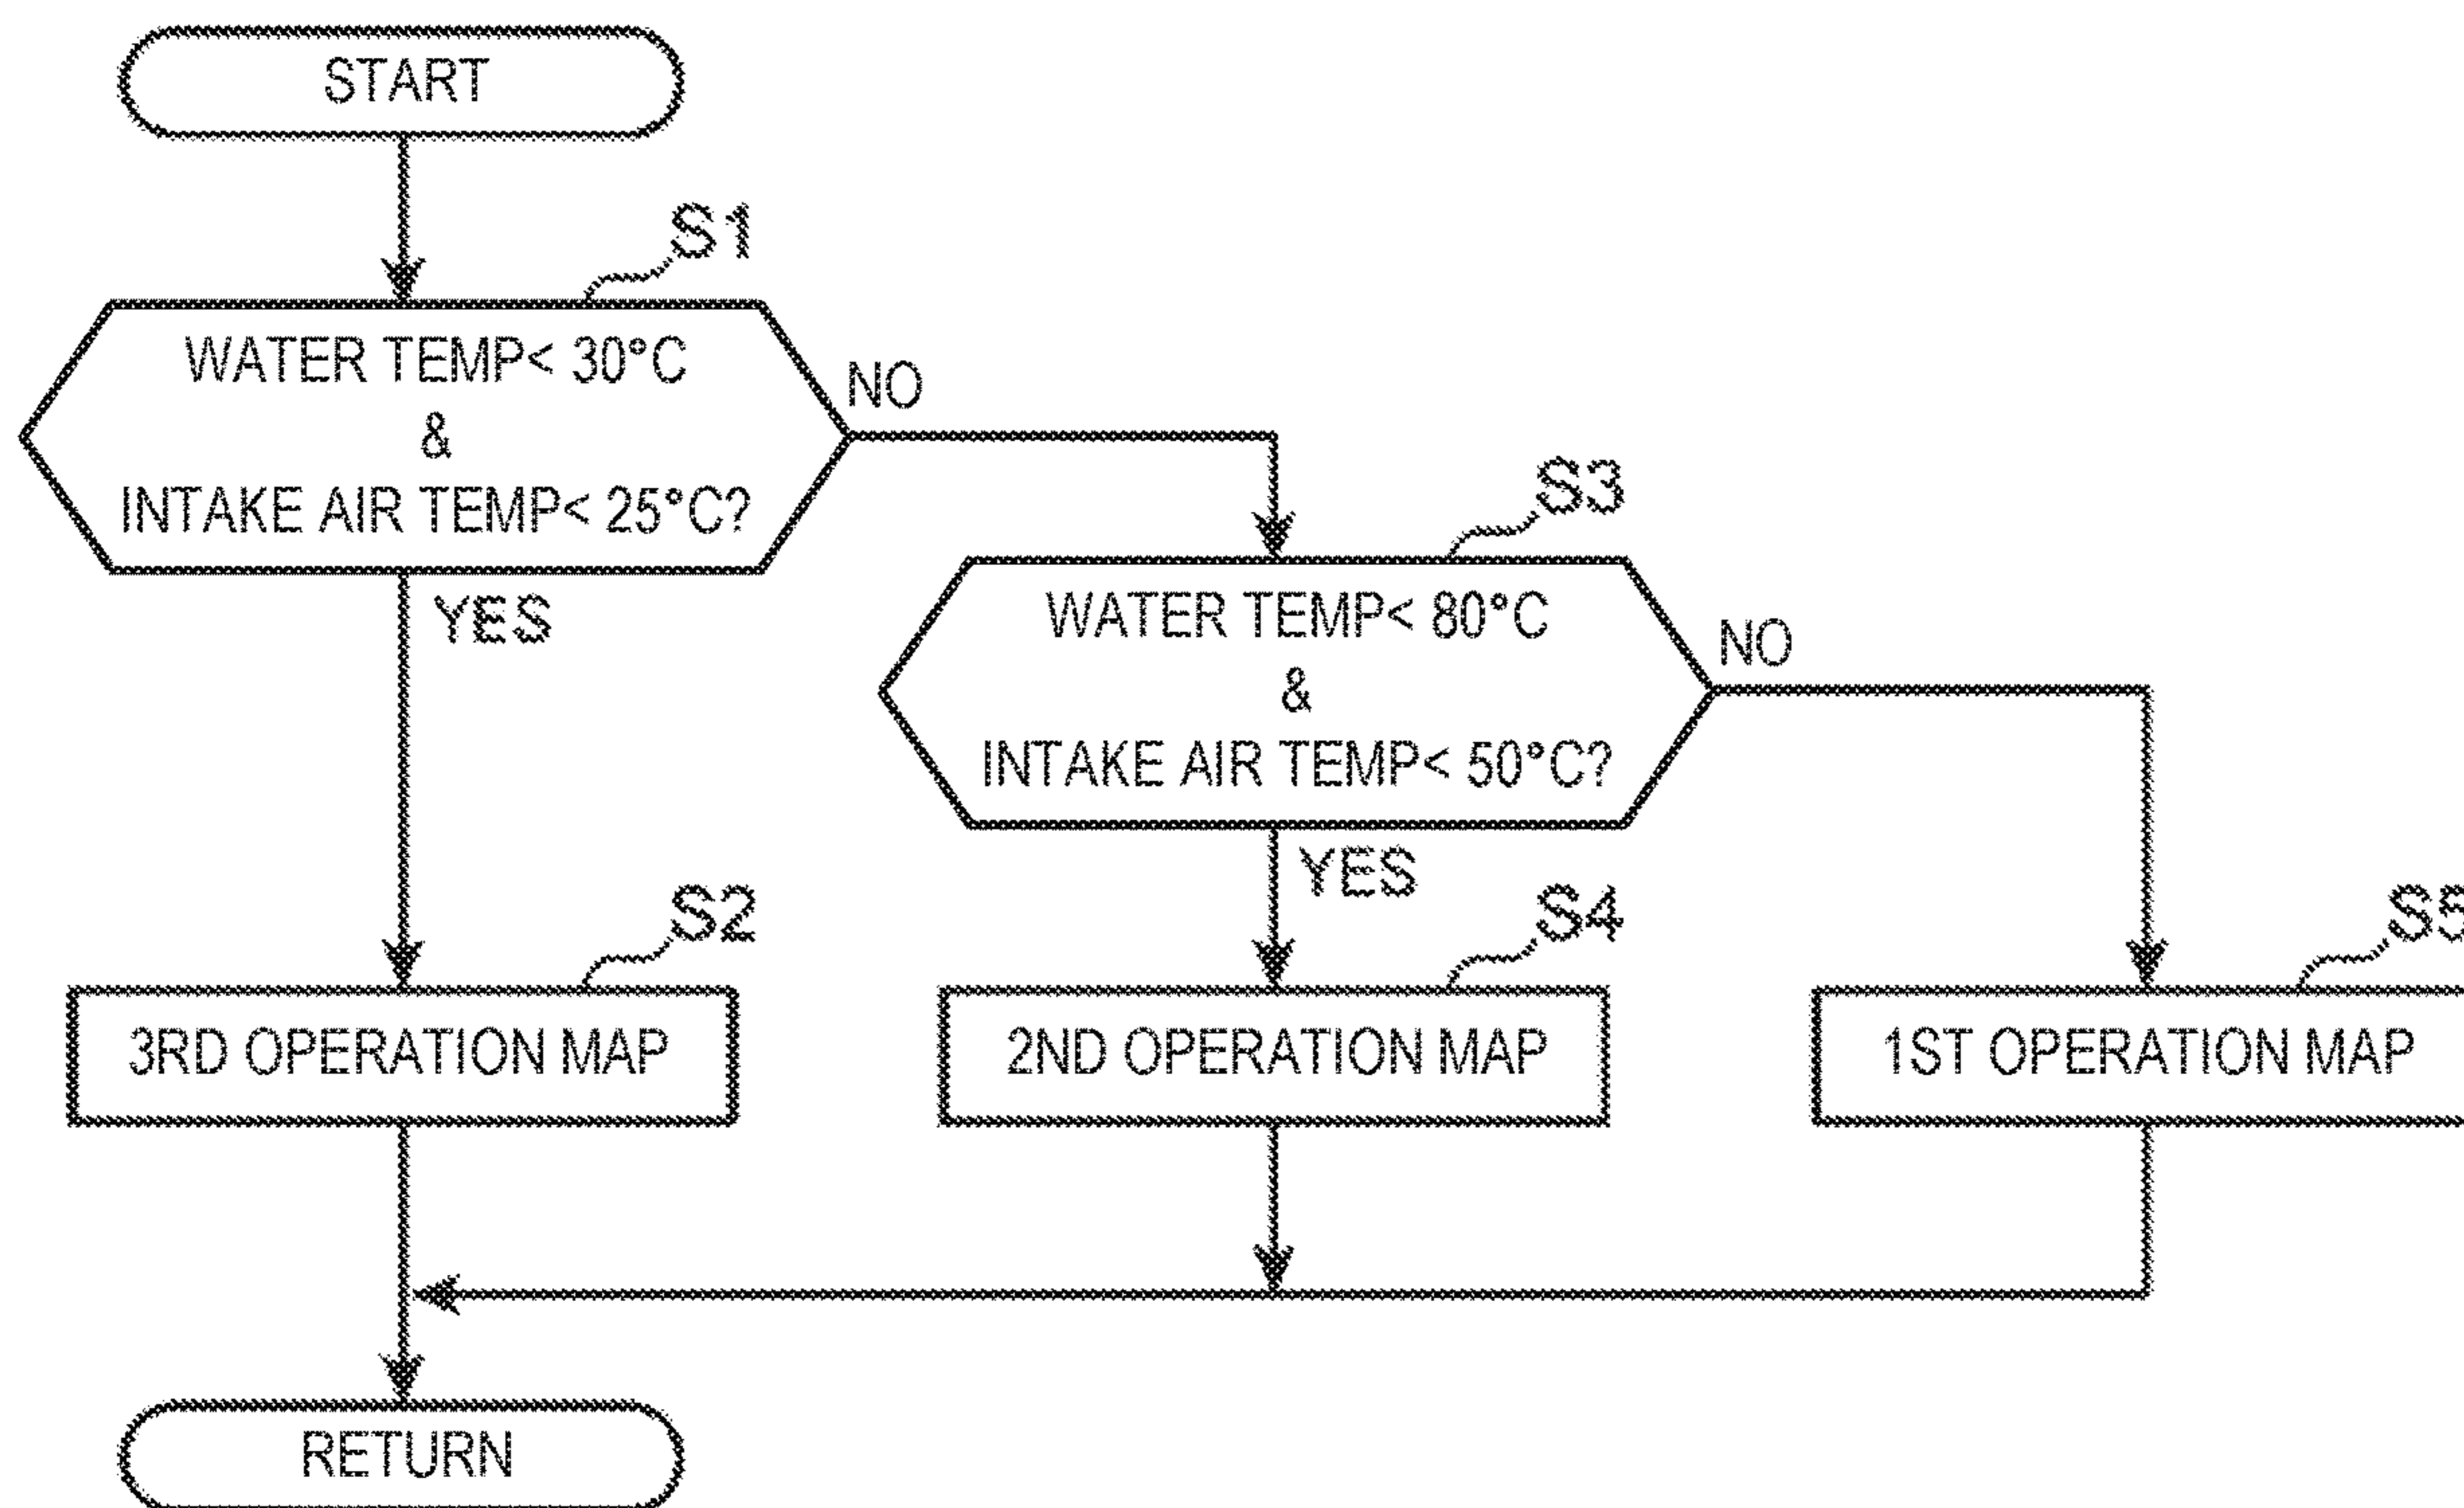 START
S1
WATER TEMP< 30°C
&
INTAKE AIR TEMP< 25°C?
NO
YES
S3
WATER TEMP< 80°C
&
INTAKE AIR TEMP< 50°C?
NO
YES
S2
S4
S5
3RD OPERATION MAP
2ND OPERATION MAP
1ST OPERATION MAP
RETURN